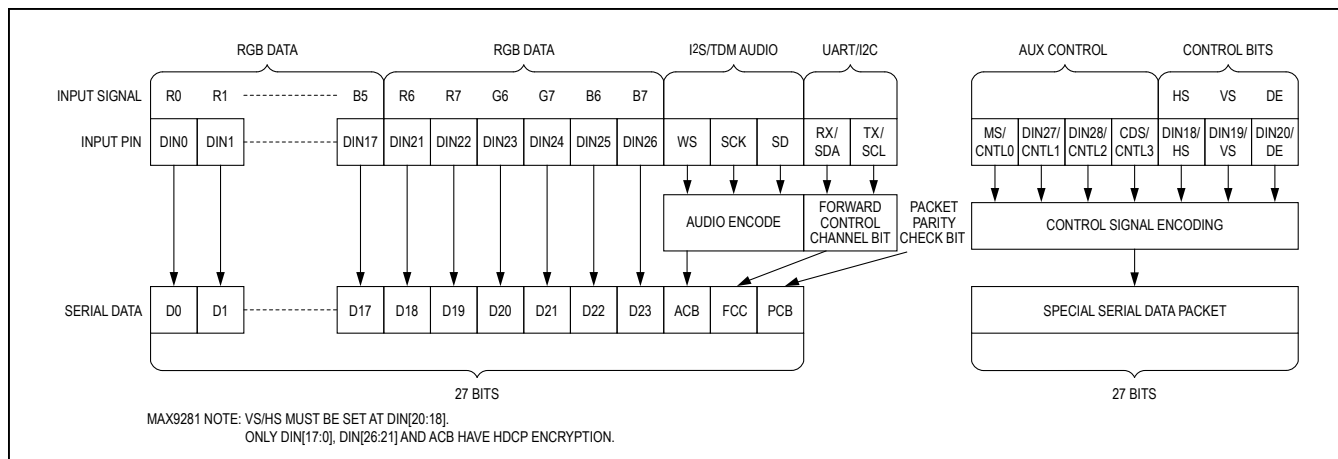 RGB DATA RGB DATA I²S/TDM AUDIO UART/I2C AUX CONTROL CONTROL BITS
INPUT SIGNAL R0 R1 B5 R6 R7 G6 G7 B6 B7 HS VS DE
INPUT PIN DIN0 DIN1 DIN17 DIN21 DIN22 DIN23 DIN24 DIN25 DIN26 WS SCK SD RX/ SDA TX/ SCL MS/ CNTL0 DIN27/ CNTL1 DIN28/ CNTL2 CDS/ CNTL3 DIN18/ HS DIN19/ VS DIN20/ DE
AUDIO ENCODE
FORWARD
CONTROL
CHANNEL BIT
PACKET
PARITY
CHECK BIT
CONTROL SIGNAL ENCODING
SERIAL DATA D0 D1 D17 D18 D19 D20 D21 D22 D23 ACB FCC PCB SPECIAL SERIAL DATA PACKET
27 BITS 27 BITS
MAX9281 NOTE: VS/HS MUST BE SET AT DIN[20:18].
ONLY DIN[17:0], DIN[26:21] AND ACB HAVE HDCP ENCRYPTION.